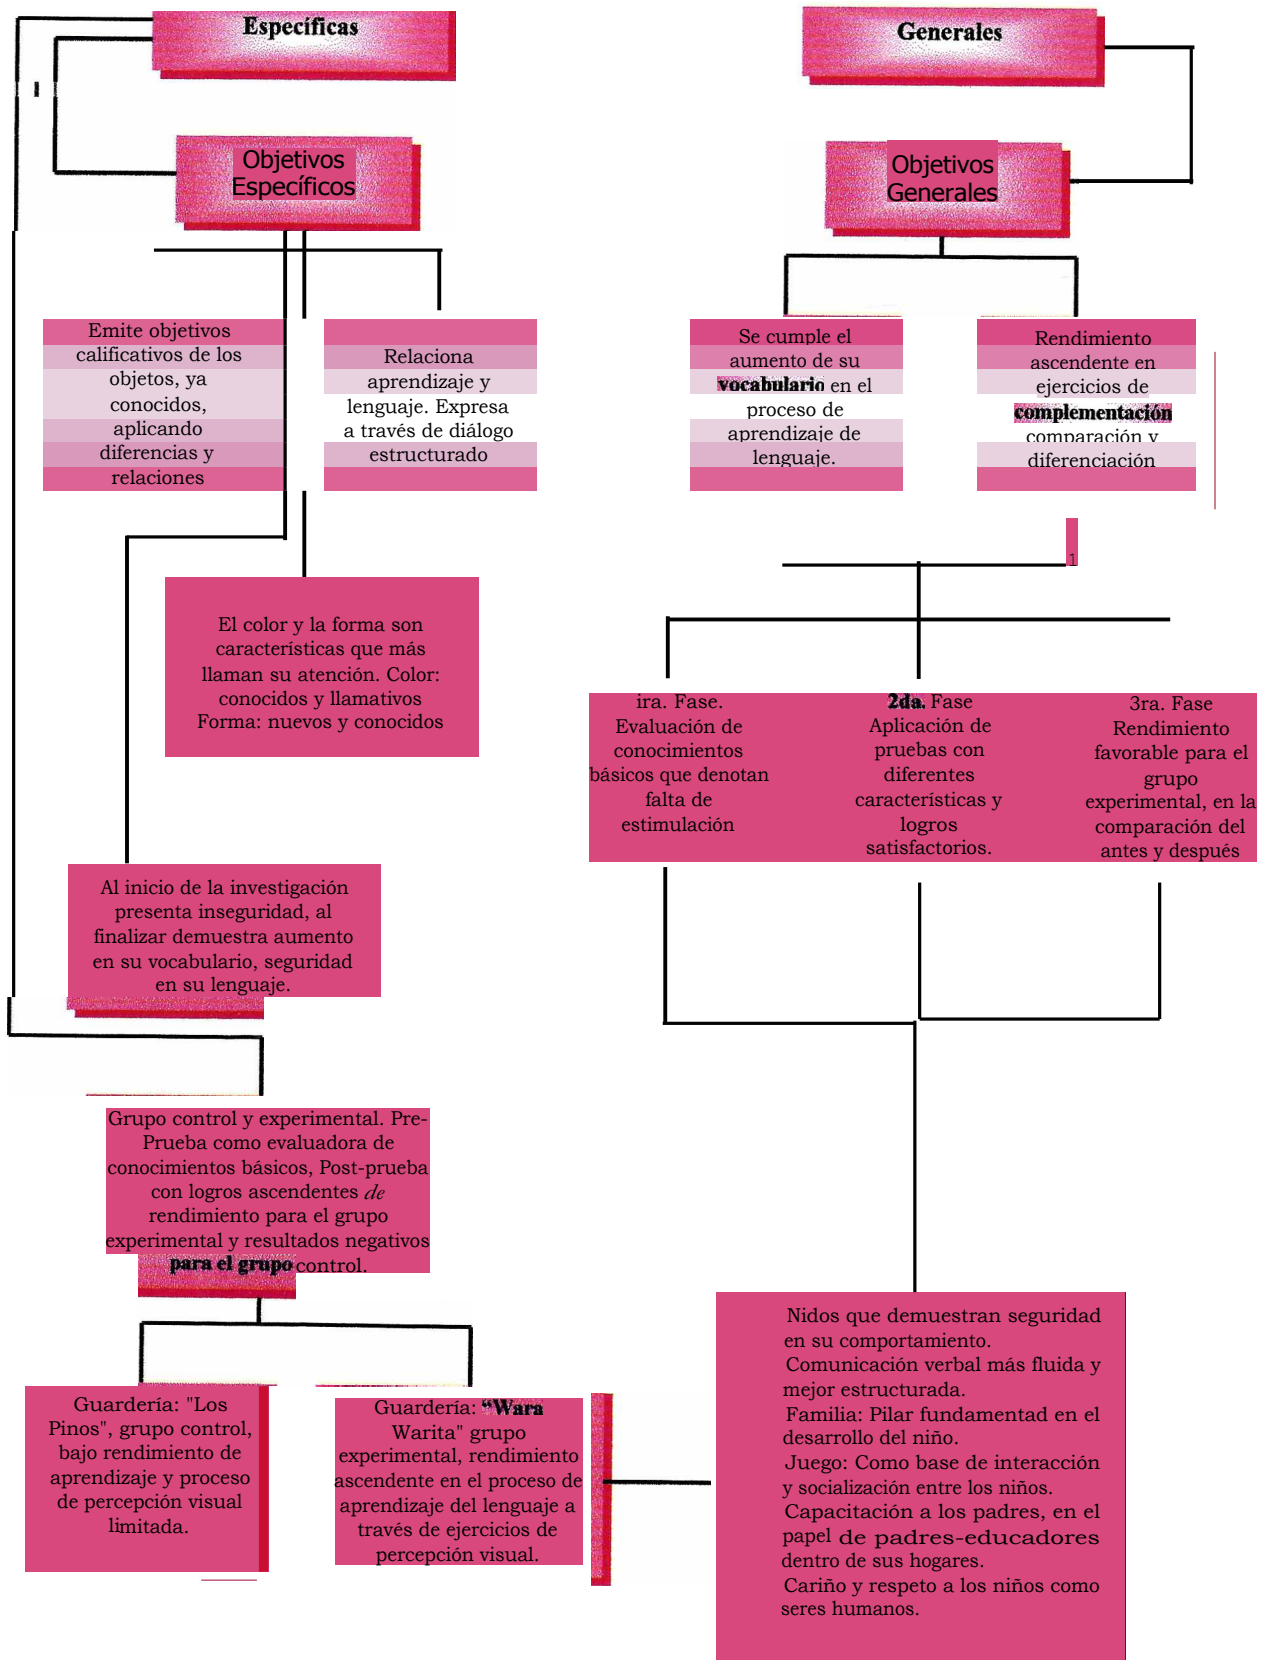 Específicas
Objetivos
Específicos
Emite objetivos
calificativos de los
objetos, ya
conocidos,
aplicando
diferencias y
relaciones
Relaciona
aprendizaje y
lenguaje. Expresa
a través de diálogo
estructurado
El color y la forma son
características que más
llaman su atención. Color:
conocidos y llamativos
Forma: nuevos y conocidos
Al inicio de la investigación
presenta inseguridad, al
finalizar demuestra aumento
en su vocabulario, seguridad
en su lenguaje.
Grupo control y experimental. Pre-
Prueba como evaluadora de
conocimientos básicos, Post-prueba
con logros ascendentes de
rendimiento para el grupo
experimental y resultados negativos
para el grupo control.
Guardería: "Los
Pinos", grupo control,
bajo rendimiento de
aprendizaje y proceso
de percepción visual
limitada.
Guardería: “Wara
Warita" grupo
experimental, rendimiento
ascendente en el proceso de
aprendizaje del lenguaje a
través de ejercicios de
percepción visual.
Generales
Objetivos
Generales
Se cumple el
aumento de su
vocabulario en el
proceso de
aprendizaje de
lenguaje.
Rendimiento
ascendente en
ejercicios de
complementación
comparación y
diferenciación
1
ira. Fase.
Evaluación de
conocimientos
básicos que denotan
falta de
estimulación
2da. Fase
Aplicación de
pruebas con
diferentes
características y
logros
satisfactorios.
3ra. Fase
Rendimiento
favorable para el
grupo
experimental, en la
comparación del
antes y después
Nidos que demuestran seguridad
en su comportamiento.
Comunicación verbal más fluida y
mejor estructurada.
Familia: Pilar fundamentad en el
desarrollo del niño.
Juego: Como base de interacción
y socialización entre los niños.
Capacitación a los padres, en el
papel de padres-educadores
dentro de sus hogares.
Cariño y respeto a los niños como
seres humanos.